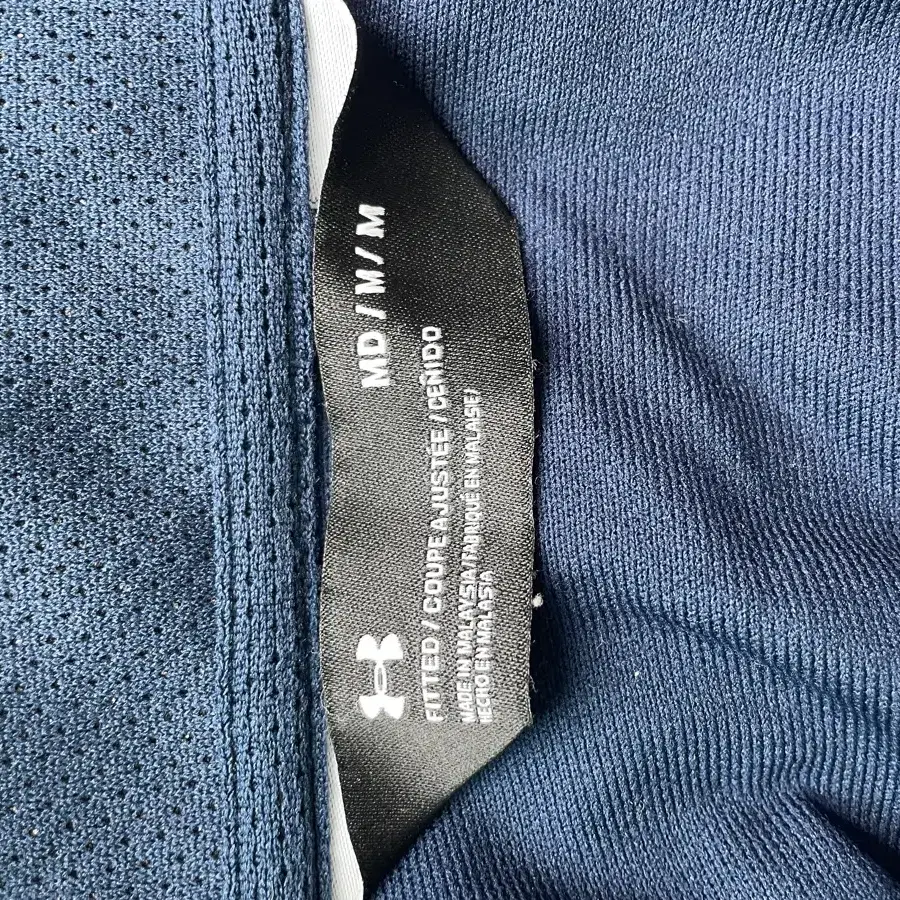 MD / M / M
FITTED / COUPE AJUSTÉE / CEÑIDO
MADE IN MALAYSIA / FABRIQUÉ EN MALAISIE /
HECHO EN MALASIA